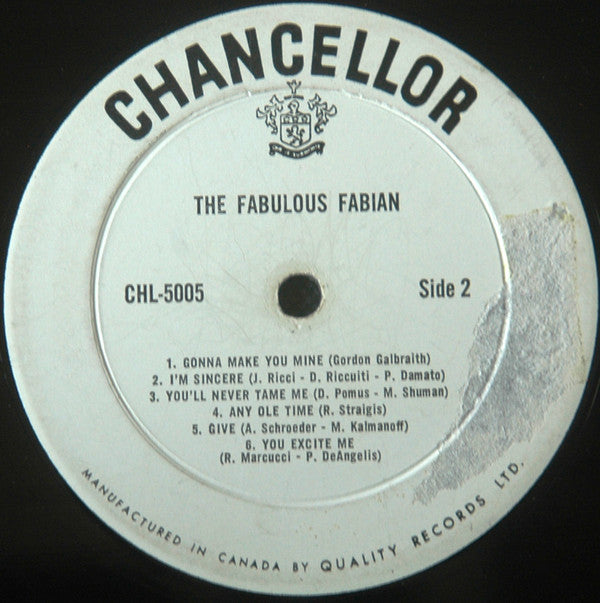 CHANCELLOR
THE FABULOUS FABIAN
CHL-5005
Side 2
1. GONNA MAKE YOU MINE (Gordon Galbraith)
2. I'M SINCERE (J. Ricci - D. Riccuiti - P. Damato)
3. YOU'LL NEVER TAME ME (D. Pomus - M. Shuman)
4. ANY OLE TIME (R. Straigis)
5. GIVE (A. Schroeder - M. Kalmanoff)
6. YOU EXCITE ME
(R. Marcucci - P. DeAngelis)
MANUFACTURED IN CANADA BY QUALITY RECORDS LTD.